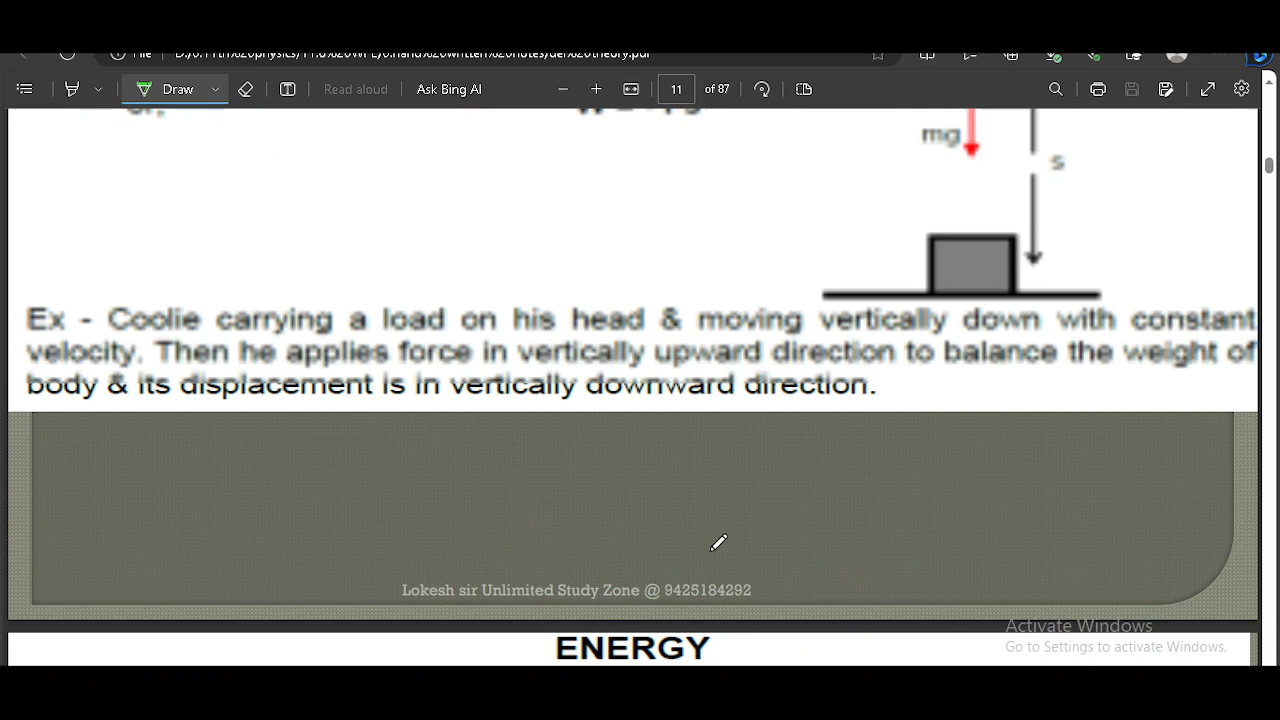 Draw
Read aloud
Ask Bing AI
11 of 87
mg
s
Ex - Coolie carrying a load on his head & moving vertically down with constant
velocity. Then he applies force in vertically upward direction to balance the weight of
body & its displacement is in vertically downward direction.
Lokesh sir Unlimited Study Zone @ 9425184292
Activate Windows
Go to Settings to activate Windows.
ENERGY